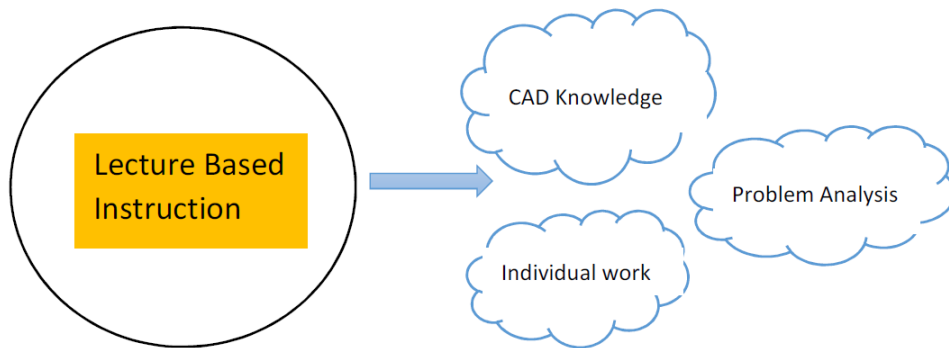 Lecture Based
Instruction
CAD Knowledge
Problem Analysis
Individual work